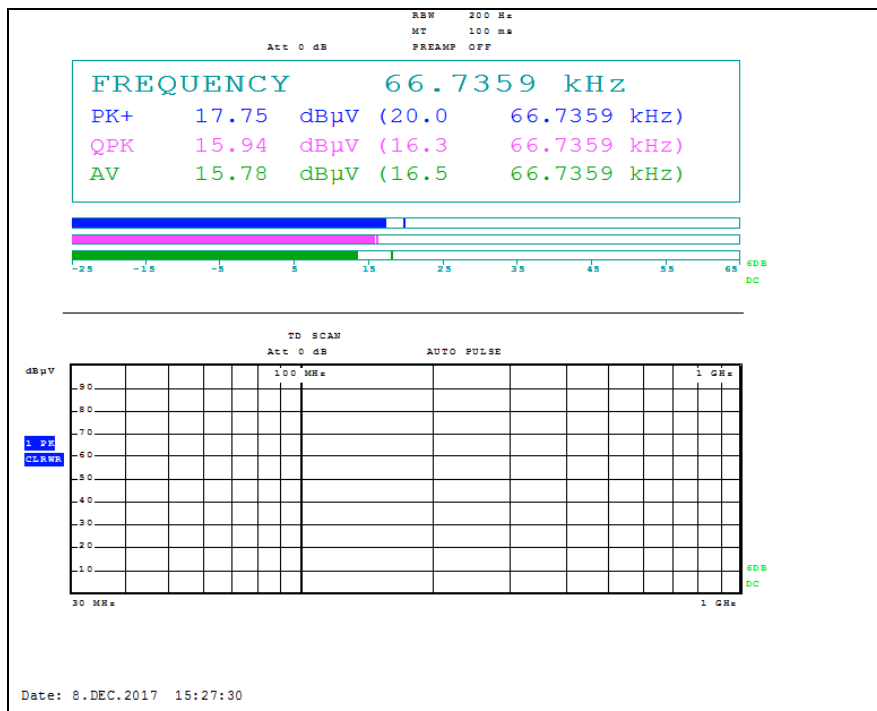 RBW 200 Hz
MT 100 ms
Att 0 dB PREAMP OFF
FREQUENCY 66.7359 kHz
PK+ 17.75 dBµV (20.0 66.7359 kHz)
QPK 15.94 dBµV (16.3 66.7359 kHz)
AV 15.78 dBµV (16.5 66.7359 kHz)
-25 -15 -5 5 15 25 35 45 55 65
6DB
DC
TD SCAN
Att 0 dB AUTO PULSE
dBµV
100 MHz 1 GHz
90
80
70
1 PK
CLRWR
60
50
40
30
20
10
6DB
DC
30 MHz 1 GHz
Date: 8.DEC.2017 15:27:30